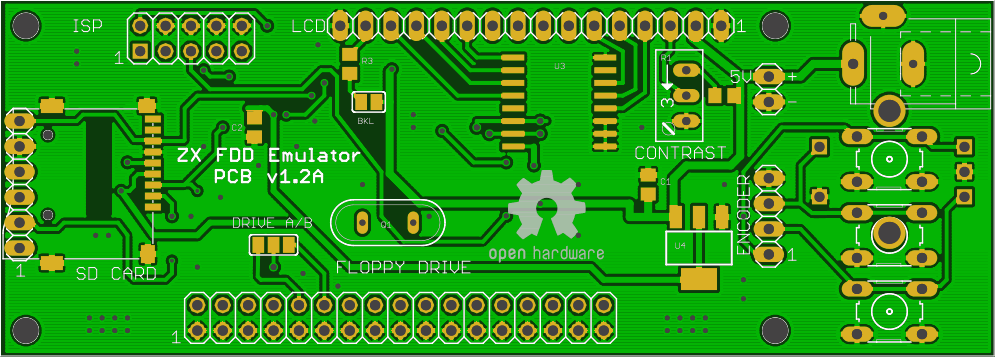 ISP
1
LCD
1
R3
BKL
U3
R1
3
5V
+
-
C2
ZX FDD Emulator
PCB v1.2A
CONTRAST
C1
DRIVE A/B
Q1
open hardware
U4
ENCODER
1
SD CARD
1
FLOPPY DRIVE
1